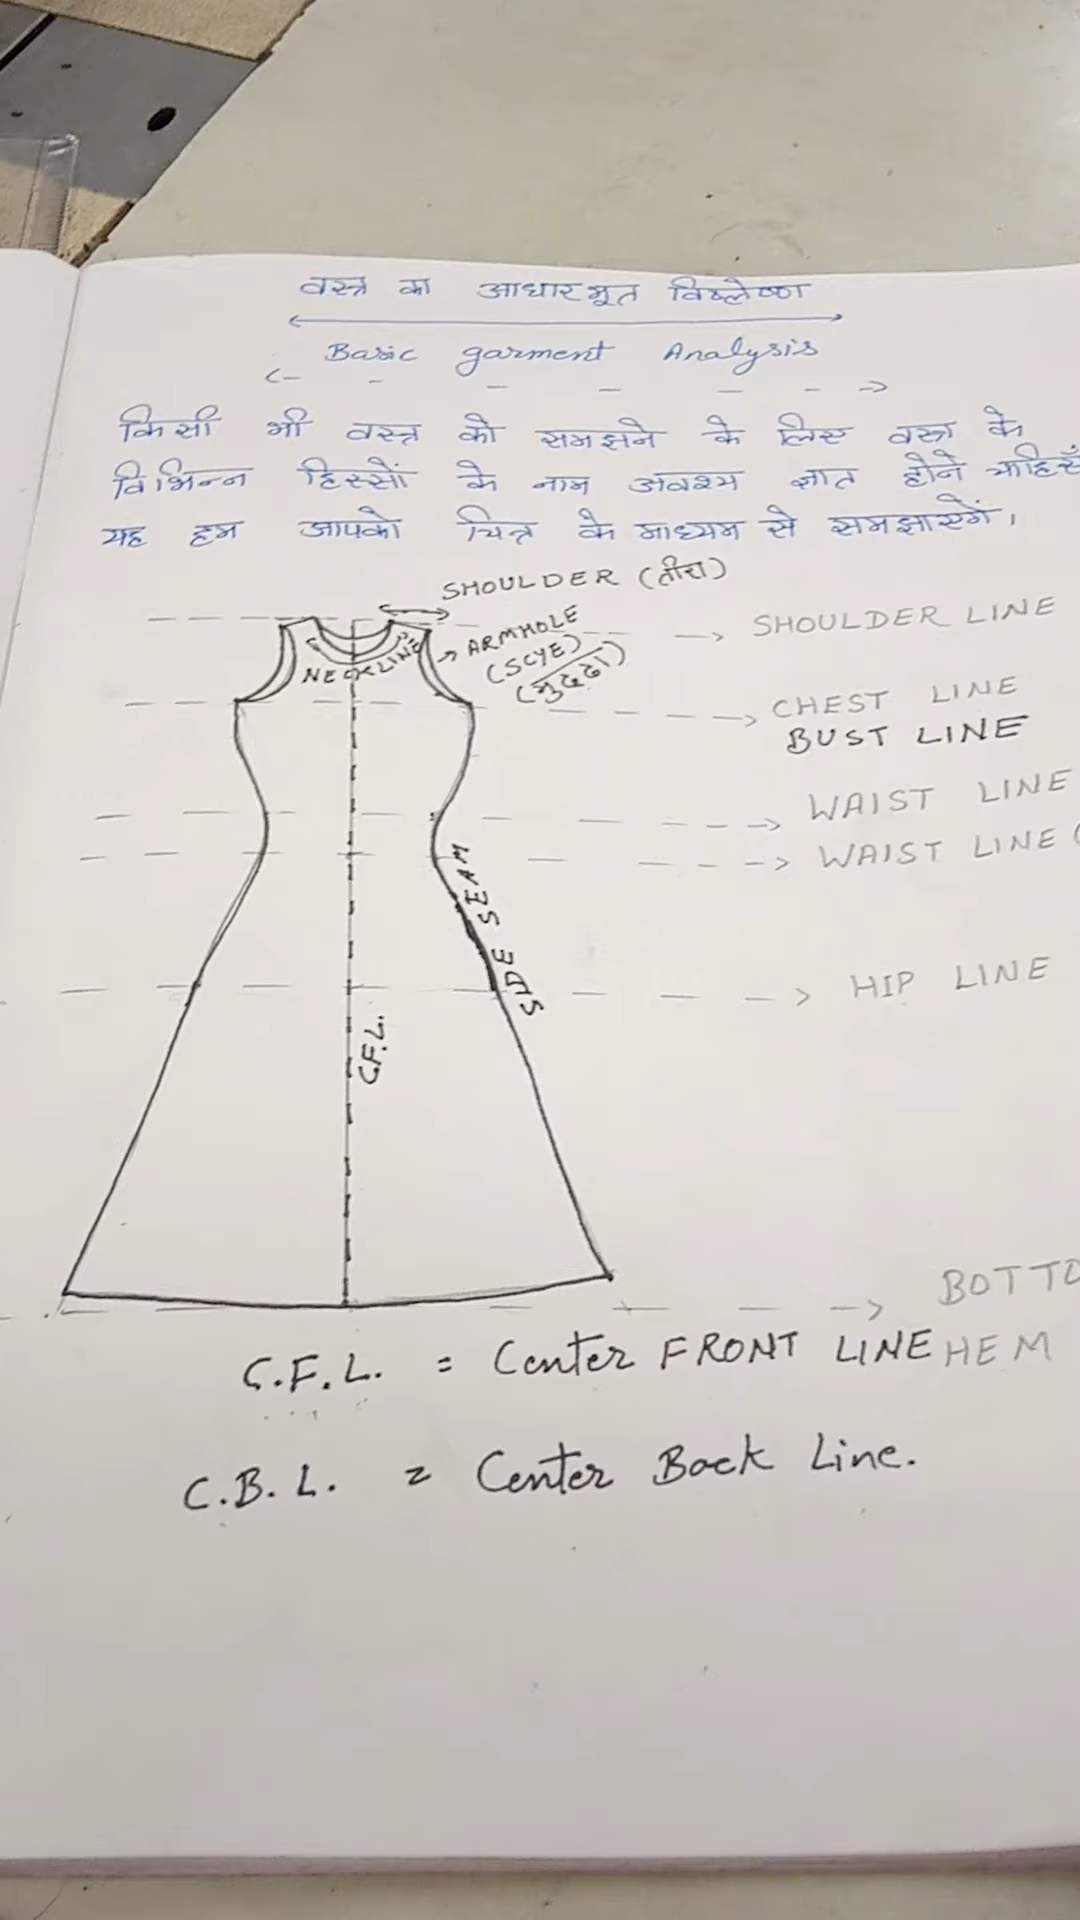 वस्त्र का आधारभूत विश्लेष्ण
Basic garment Analysis
किसी भी वस्त्र को समझने के लिए वस्त्र के
विभिन्न हिस्सों के नाम अवश्य ज्ञात होने चाहिएँ
यह हम आपको चित्र के माध्यम से समझाएगें।
SHOULDER (तीरा)
SHOULDER LINE
ARMHOLE
(SCYE)
(मुढ्ढा)
NECKLINE
CHEST LINE
BUST LINE
WAIST LINE
WAIST LINE (
SIDE SEAM
HIP LINE
C.F.L.
BOTTO
HEM
C.F.L. = Center FRONT LINE
C.B.L. = Center Back Line.